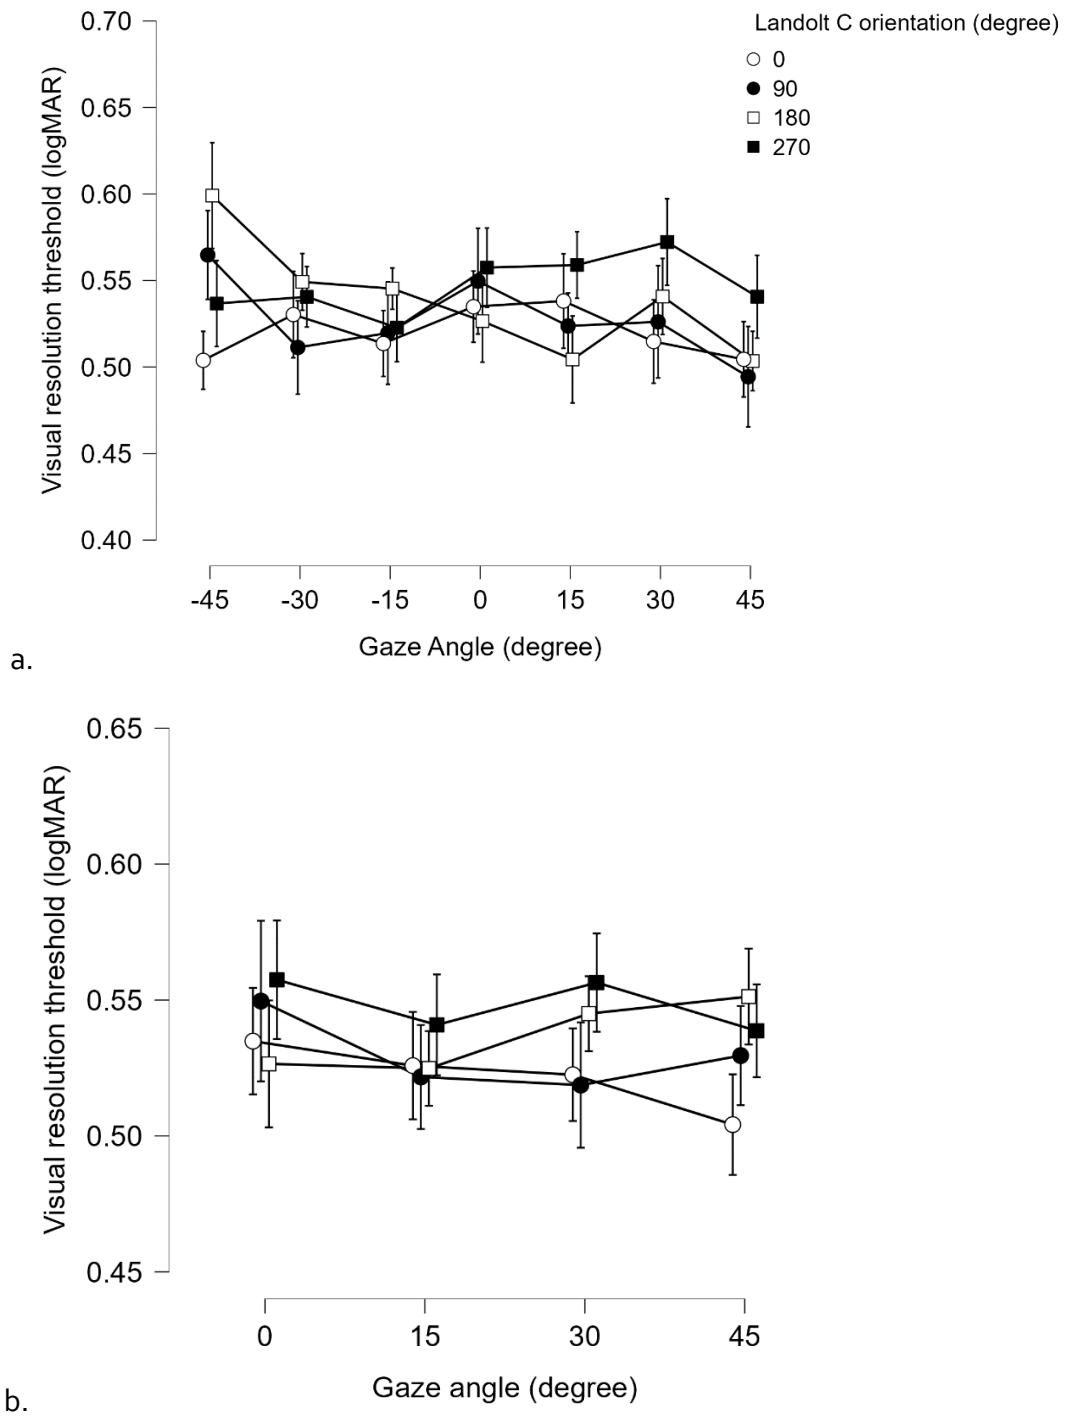 Landolt C orientation (degree)
0
90
180
270
Visual resolution threshold (logMAR)
0.70
0.65
0.60
0.55
0.50
0.45
0.40
-45 -30 -15 0 15 30 45
Gaze Angle (degree)
a.
Visual resolution threshold (logMAR)
0.65
0.60
0.55
0.50
0.45
0 15 30 45
Gaze angle (degree)
b.